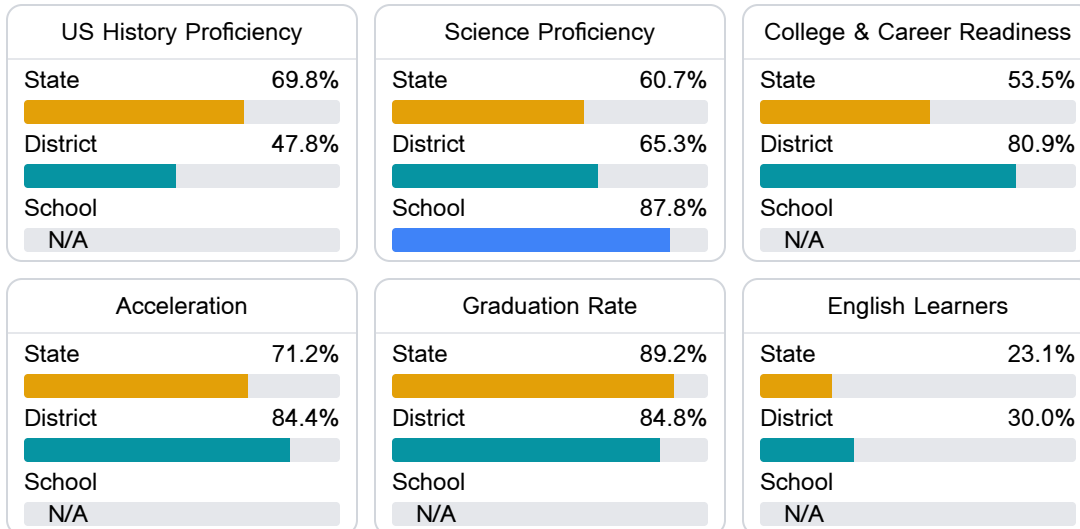 US History Proficiency
State 69.8%
District 47.8%
School
N/A
Science Proficiency
State 60.7%
District 65.3%
School 87.8%
College & Career Readiness
State 53.5%
District 80.9%
School
N/A
Acceleration
State 71.2%
District 84.4%
School
N/A
Graduation Rate
State 89.2%
District 84.8%
School
N/A
English Learners
State 23.1%
District 30.0%
School
N/A